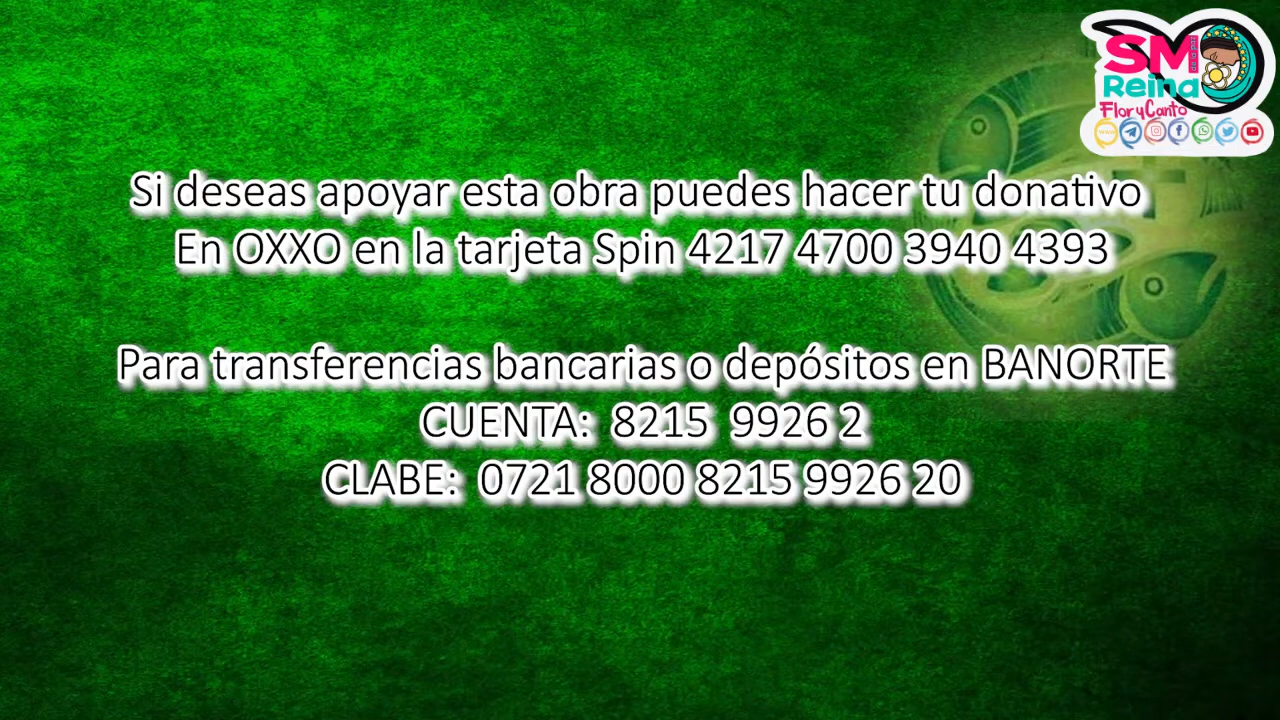 SM
Reina
Flor y Canto
Si deseas apoyar esta obra puedes hacer tu donativo
En OXXO en la tarjeta Spin 4217 4700 3940 4393
Para transferencias bancarias o depósitos en BANORTE
CUENTA:  8215  9926 2
CLABE:  0721 8000 8215 9926 20